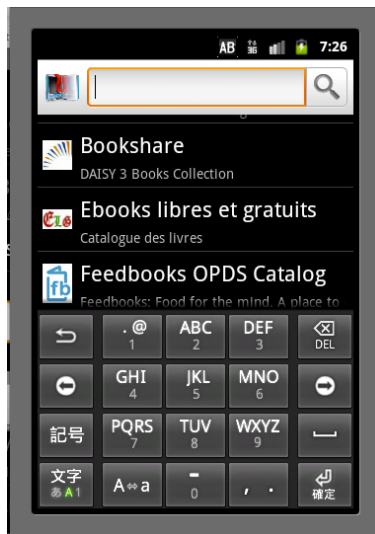 AB 3G 7:26
Bookshare
DAISY 3 Books Collection
Ebooks libres et gratuits
Catalogue des livres
Feedbooks OPDS Catalog
Feedbooks: Food for the mind. A place to
. @ ABC DEF DEL
1 2 3
GHI JKL MNO
4 5 6
記号 PQRS TUV WXYZ
7 8 9
文字 A⇔a - , . 確定
あA1 0